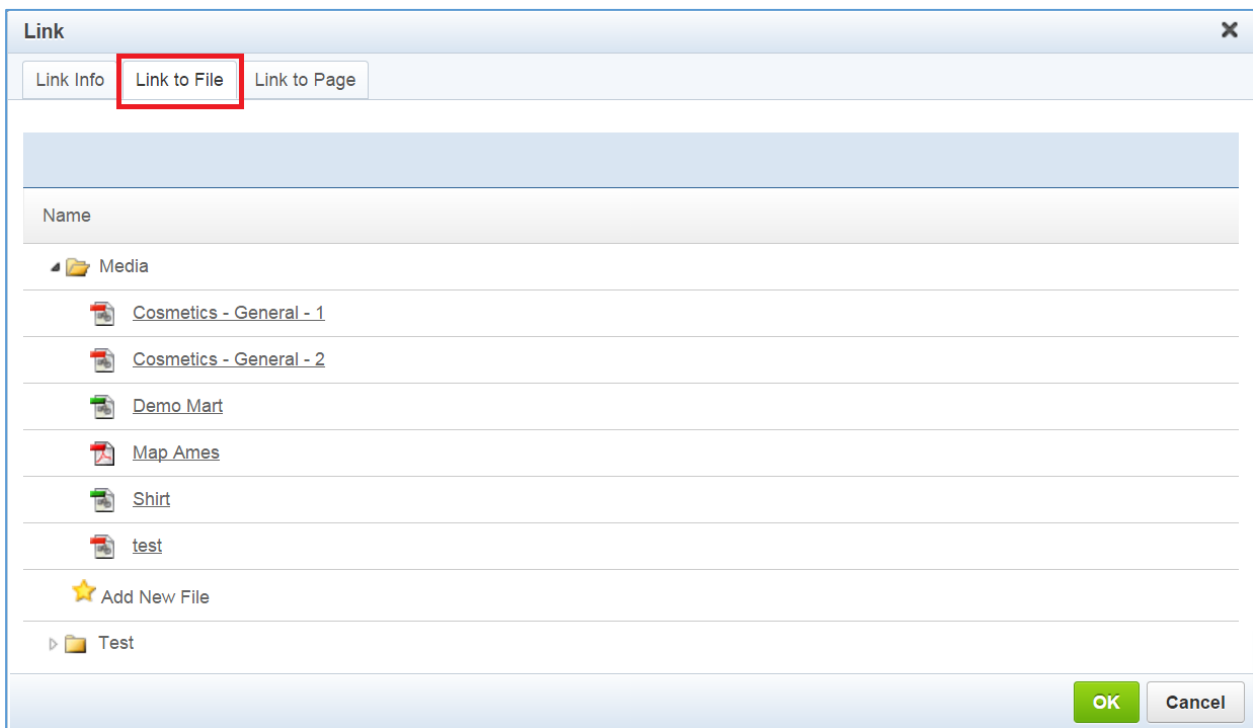 Link
Link Info Link to File Link to Page
Name
Media
Cosmetics - General - 1
Cosmetics - General - 2
Demo Mart
Map Ames
Shirt
test
Add New File
Test
OK Cancel